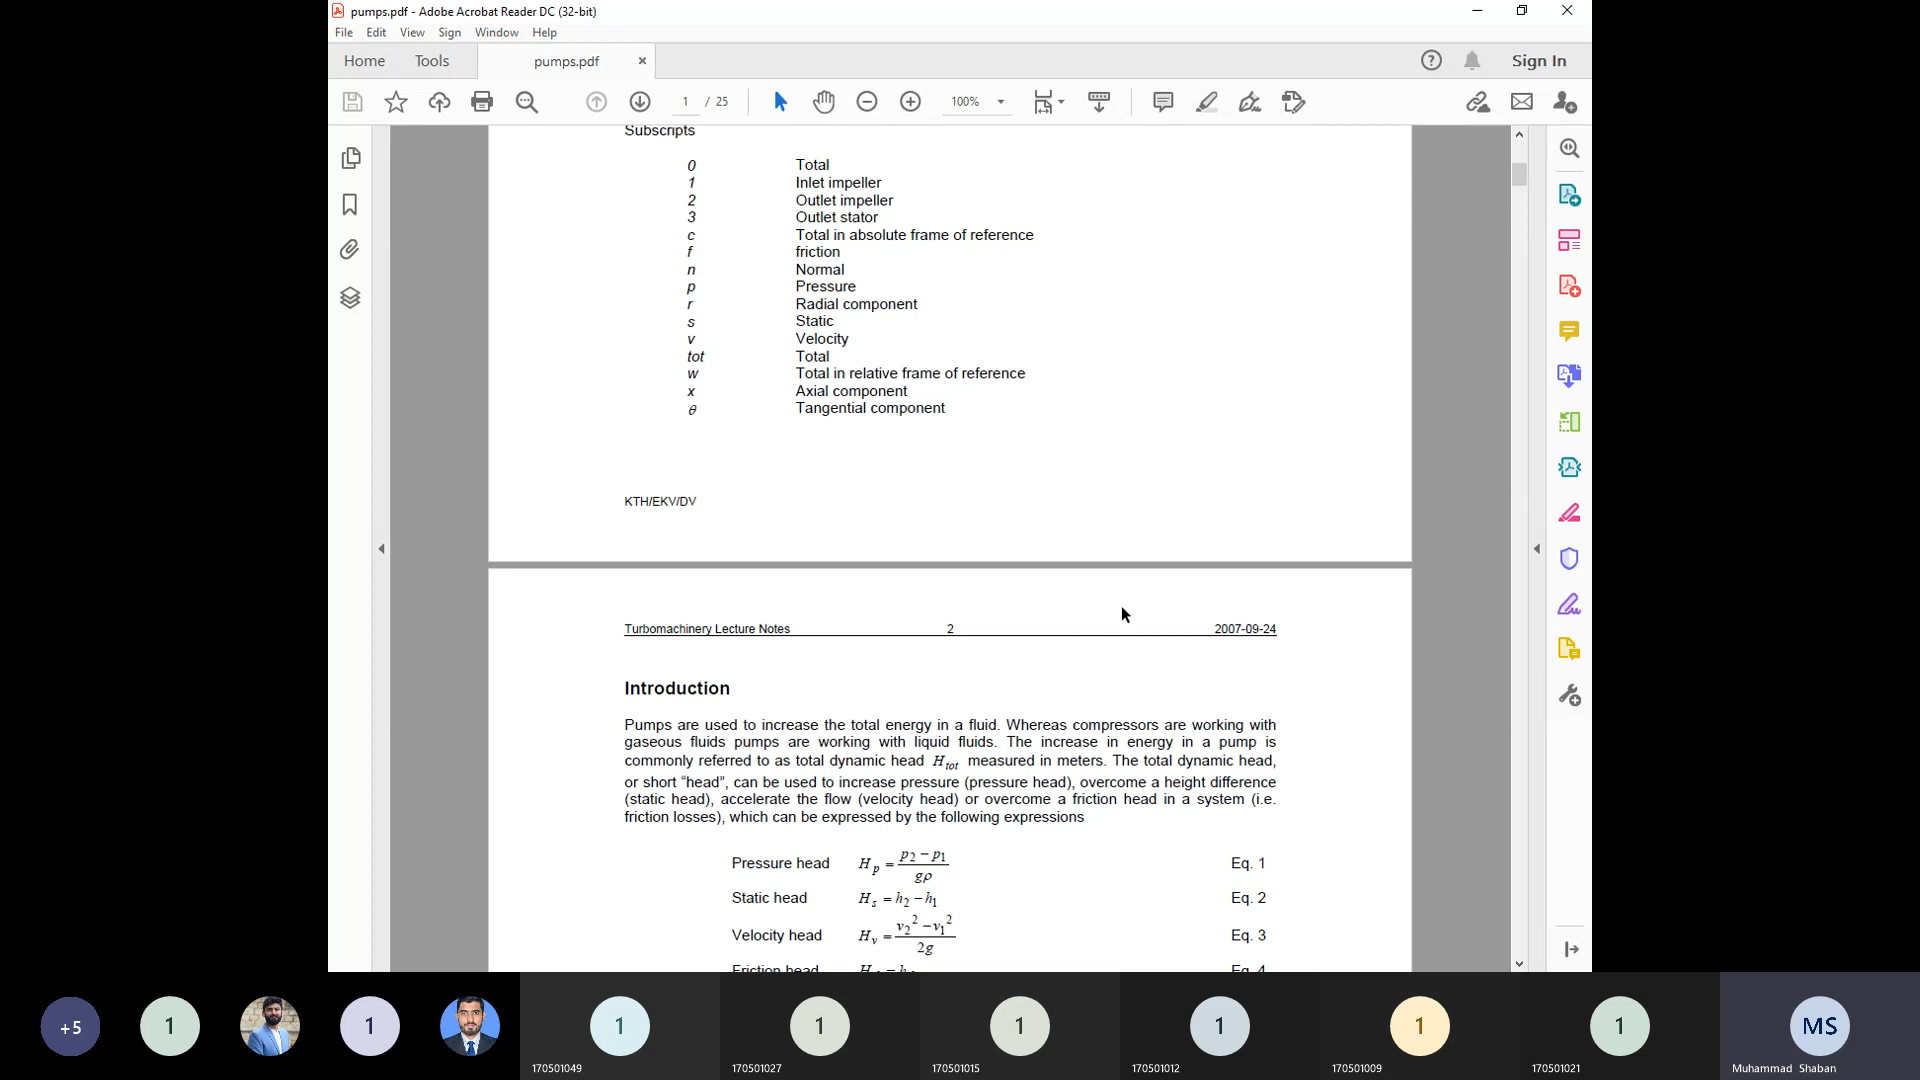 pumps.pdf - Adobe Acrobat Reader DC (32-bit)
File Edit View Sign Window Help
Home Tools pumps.pdf Sign In
1 / 25 100%
Subscripts
0 Total
1 Inlet impeller
2 Outlet impeller
3 Outlet stator
c Total in absolute frame of reference
f friction
n Normal
p Pressure
r Radial component
s Static
v Velocity
tot Total
w Total in relative frame of reference
x Axial component
θ Tangential component
KTH/EKV/DV
Turbomachinery Lecture Notes 2 2007-09-24
Introduction
Pumps are used to increase the total energy in a fluid. Whereas compressors are working with
gaseous fluids pumps are working with liquid fluids. The increase in energy in a pump is
commonly referred to as total dynamic head H_tot measured in meters. The total dynamic head,
or short “head”, can be used to increase pressure (pressure head), overcome a height difference
(static head), accelerate the flow (velocity head) or overcome a friction head in a system (i.e.
friction losses), which can be expressed by the following expressions
Pressure head H_p = (p_2 − p_1) / (gρ) Eq. 1
Static head H_s = h_2 − h_1 Eq. 2
Velocity head H_v = (v_2^2 − v_1^2) / (2g) Eq. 3
Friction head Eq. 4
+5 1 1 1 1 1 1 1 1 MS
170501049 170501027 170501015 170501012 170501009 170501021 Muhammad Shaban